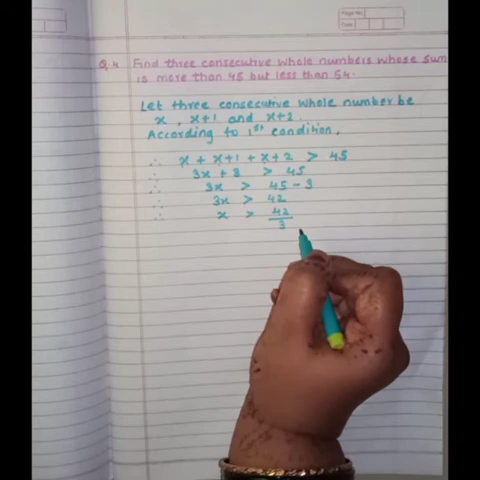 Page No.
Date
Q.4 Find three consecutive whole numbers whose sum
is more than 45 but less than 54.
Let three consecutive whole number be
x, x+1 and x+2.
According to 1st condition,
∴ x + x+1 + x+2 > 45
∴ 3x + 3 > 45
∴ 3x > 45 - 3
∴ 3x > 42
∴ x > 42/3